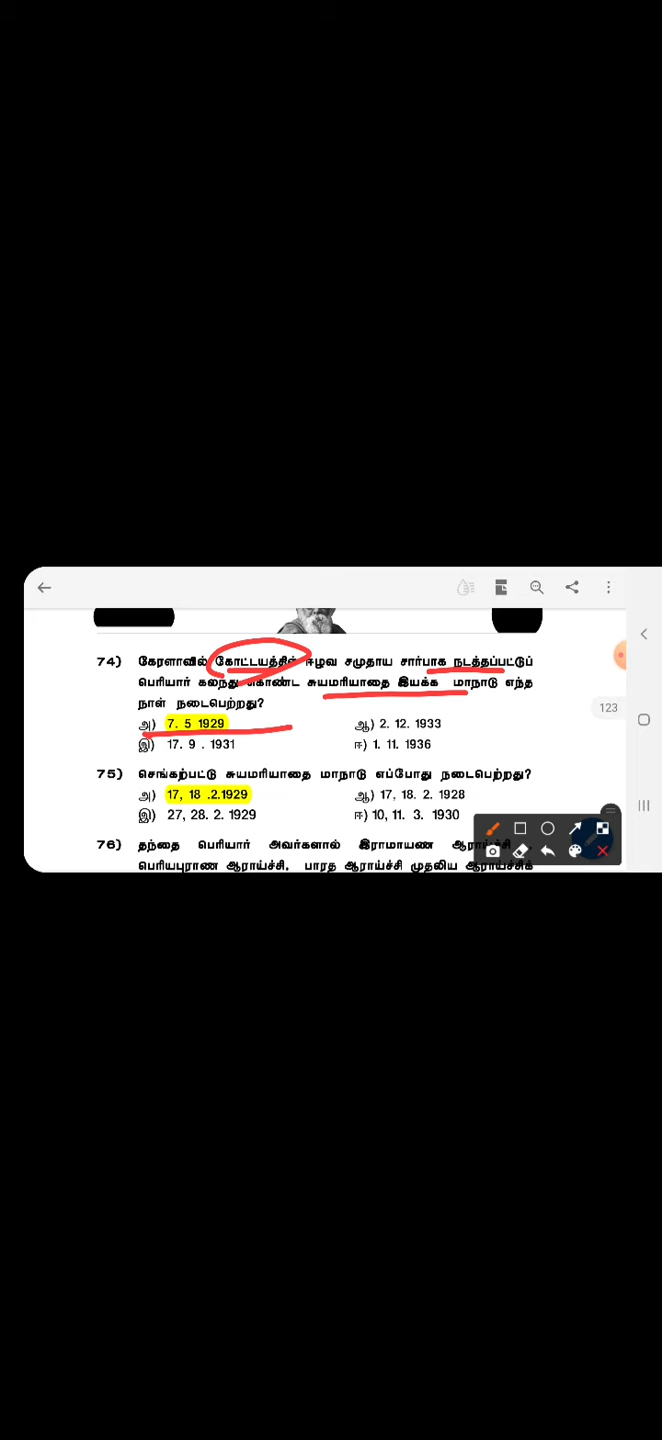 74) கேரளாவில் கோட்டயத்தில் ஈழவ சமுதாய சார்பாக நடத்தப்பட்டுப்
பெரியார் கலந்து கொண்ட சுயமரியாதை இயக்க மாநாடு எந்த
நாள் நடைபெற்றது?
அ) 7. 5 1929 ஆ) 2. 12. 1933
இ) 17. 9 . 1931 ஈ) 1. 11. 1936
123
75) செங்கற்பட்டு சுயமரியாதை மாநாடு எப்போது நடைபெற்றது?
அ) 17, 18 .2.1929 ஆ) 17, 18. 2. 1928
இ) 27, 28. 2. 1929 ஈ) 10, 11. 3. 1930
76) தந்தை பெரியார் அவர்களால் இராமாயண ஆராய்ச்சி,
பெரியபுராண ஆராய்ச்சி, பாரத ஆராய்ச்சி முதலிய ஆராய்ச்சிக்